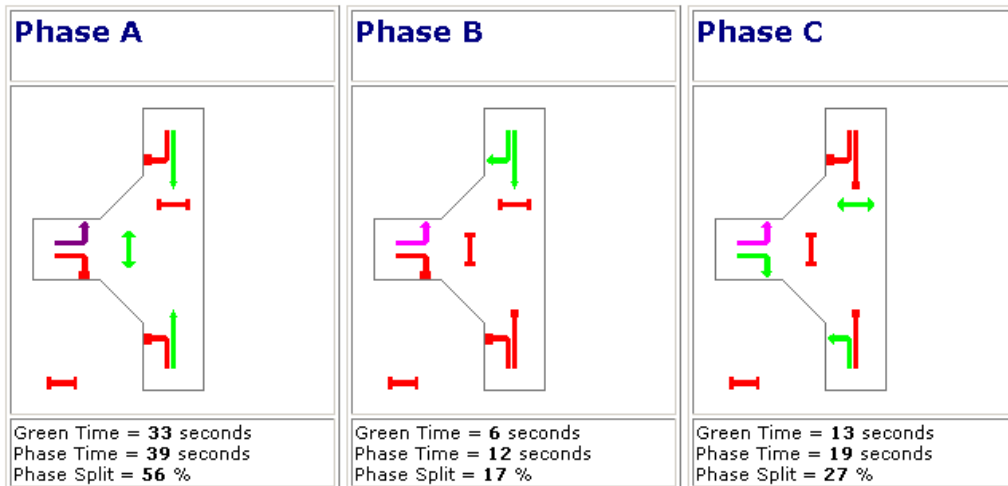 Phase A
Green Time = 33 seconds
Phase Time = 39 seconds
Phase Split = 56 %
Phase B
Green Time = 6 seconds
Phase Time = 12 seconds
Phase Split = 17 %
Phase C
Green Time = 13 seconds
Phase Time = 19 seconds
Phase Split = 27 %